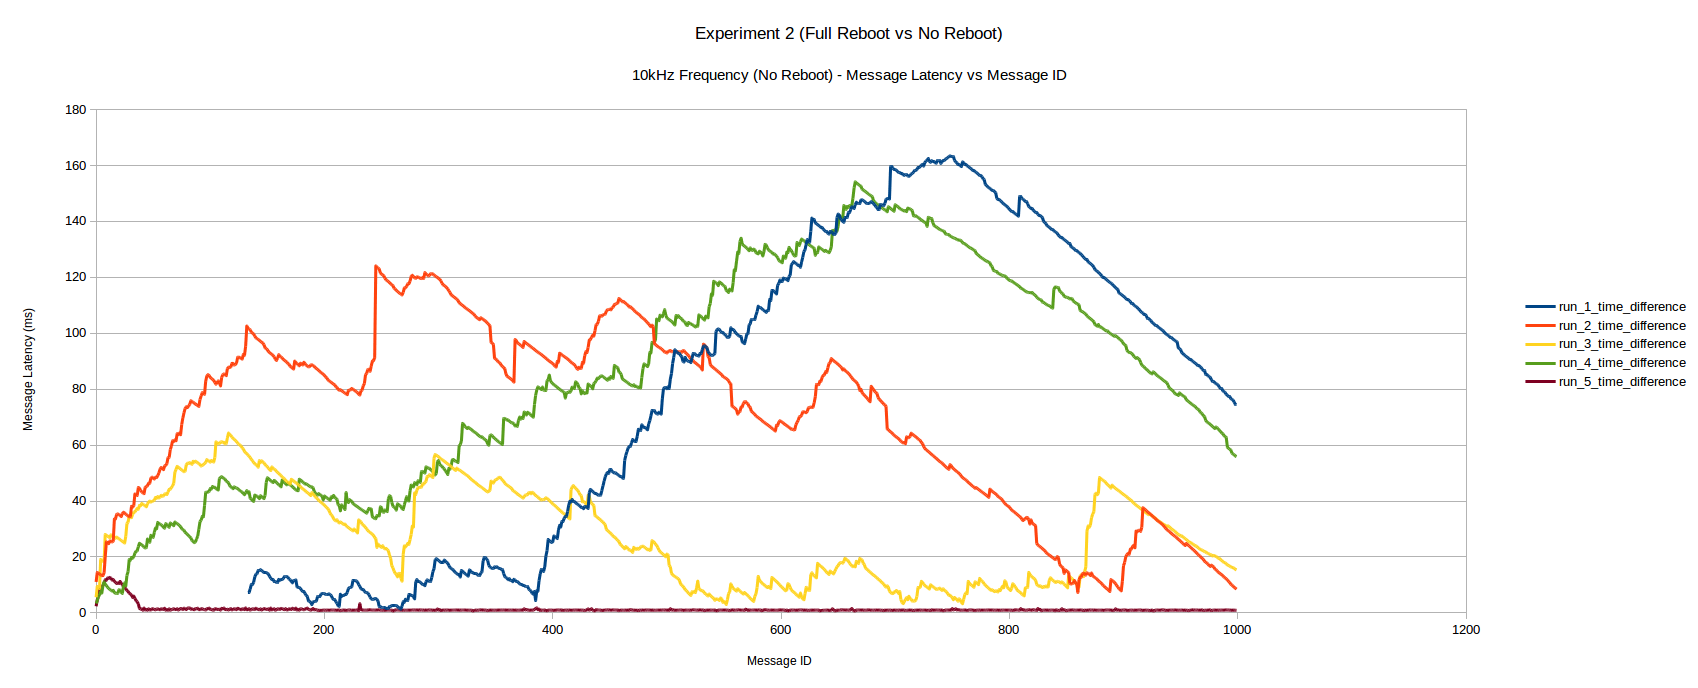 Experiment 2 (Full Reboot vs No Reboot)
10kHz Frequency (No Reboot) - Message Latency vs Message ID
Message Latency (ms)
180
160
140
120
100
80
60
40
20
0
0 200 400 600 800 1000 1200
Message ID
run_1_time_difference
run_2_time_difference
run_3_time_difference
run_4_time_difference
run_5_time_difference